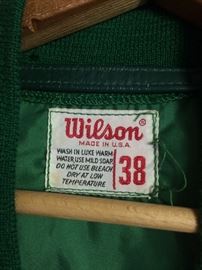 Wilson®
MADE IN U.S.A.
WASH IN LUKE WARM
WATER USE MILD SOAP
DO NOT USE BLEACH
DRY AT LOW
TEMPERATURE
38